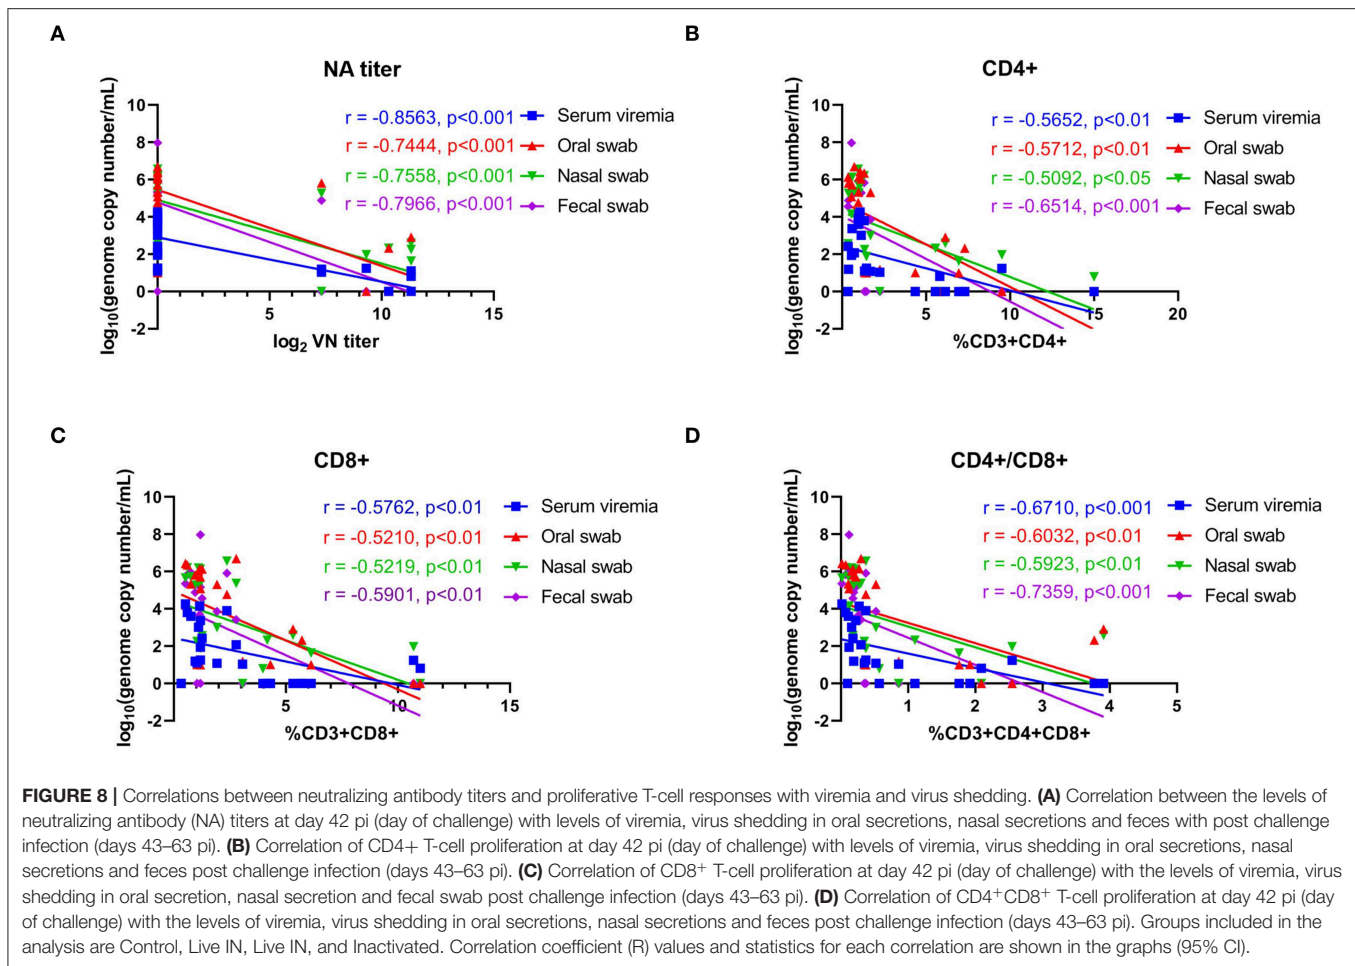 A
NA titer
r = -0.8563, p<0.001
Serum viremia
r = -0.7444, p<0.001
Oral swab
r = -0.7558, p<0.001
Nasal swab
r = -0.7966, p<0.001
Fecal swab
log10(genome copy number/mL)
10
8
6
4
2
0
-2
5
10
15
log2 VN titer
B
CD4+
r = -0.5652, p<0.01
Serum viremia
r = -0.5712, p<0.01
Oral swab
r = -0.5092, p<0.05
Nasal swab
r = -0.6514, p<0.001
Fecal swab
log10(genome copy number/mL)
10
8
6
4
2
0
-2
5
10
15
20
%CD3+CD4+
C
CD8+
r = -0.5762, p<0.01
Serum viremia
r = -0.5210, p<0.01
Oral swab
r = -0.5219, p<0.01
Nasal swab
r = -0.5901, p<0.01
Fecal swab
log10(genome copy number/mL)
10
8
6
4
2
0
-2
5
10
15
%CD3+CD8+
D
CD4+/CD8+
r = -0.6710, p<0.001
Serum viremia
r = -0.6032, p<0.01
Oral swab
r = -0.5923, p<0.01
Nasal swab
r = -0.7359, p<0.001
Fecal swab
log10(genome copy number/mL)
10
8
6
4
2
0
-2
1
2
3
4
5
%CD3+CD4+CD8+
FIGURE 8 | Correlations between neutralizing antibody titers and proliferative T-cell responses with viremia and virus shedding. (A) Correlation between the levels of
neutralizing antibody (NA) titers at day 42 pi (day of challenge) with levels of viremia, virus shedding in oral secretions, nasal secretions and feces with post challenge
infection (days 43–63 pi). (B) Correlation of CD4+ T-cell proliferation at day 42 pi (day of challenge) with levels of viremia, virus shedding in oral secretions, nasal
secretions and feces post challenge infection (days 43–63 pi). (C) Correlation of CD8+ T-cell proliferation at day 42 pi (day of challenge) with the levels of viremia, virus
shedding in oral secretion, nasal secretion and fecal swab post challenge infection (days 43–63 pi). (D) Correlation of CD4+CD8+ T-cell proliferation at day 42 pi (day
of challenge) with the levels of viremia, virus shedding in oral secretions, nasal secretions and feces post challenge infection (days 43–63 pi). Groups included in the
analysis are Control, Live IN, Live IN, and Inactivated. Correlation coefficient (R) values and statistics for each correlation are shown in the graphs (95% CI).